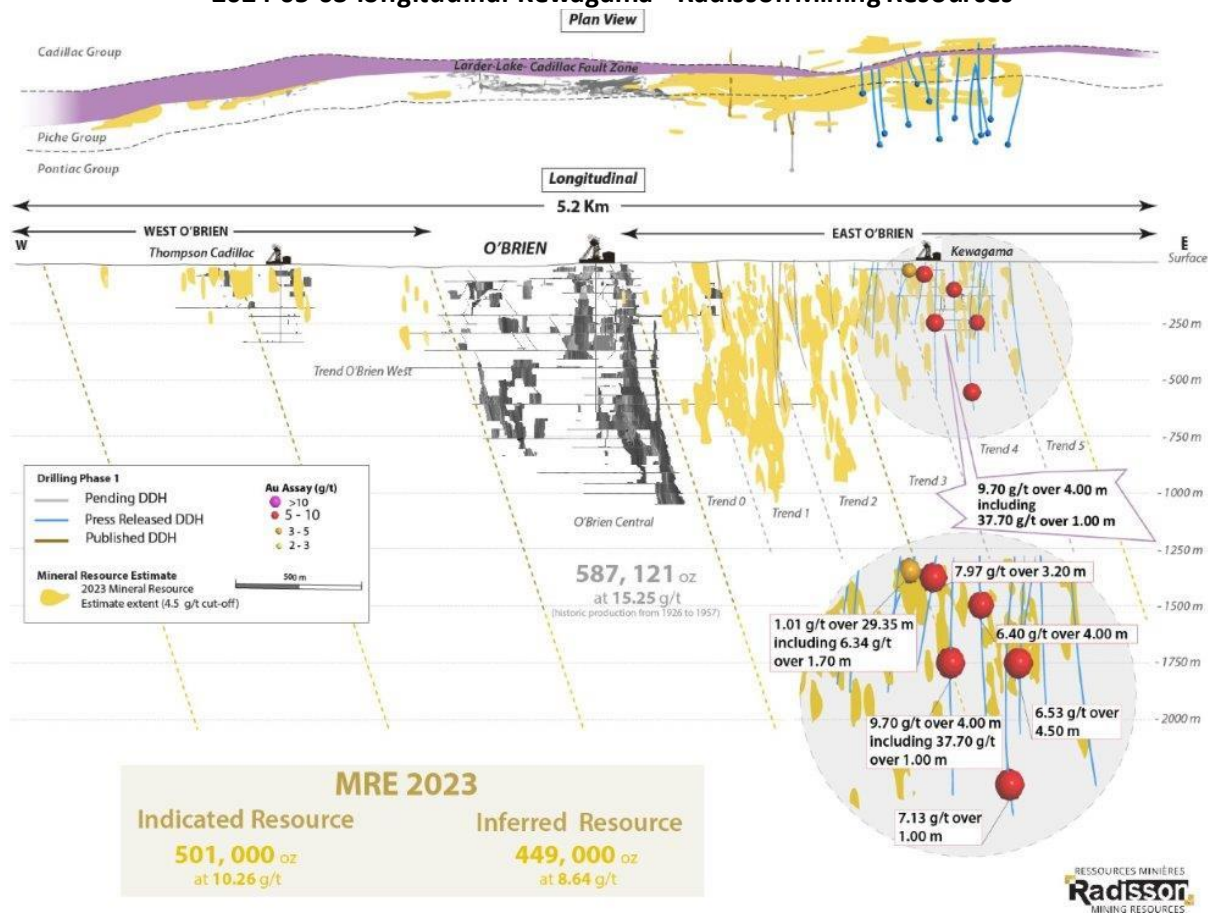 2024-03-05 longitudinal Kewagama - Radisson Mining Resources
Plan View
Cadillac Group
Larder-Lake- Cadillac Fault Zone
Piche Group
Pontiac Group
Longitudinal
5.2 Km
WEST O'BRIEN
O'BRIEN
EAST O'BRIEN
W
Thompson Cadillac
Kewagama
E
Surface
- 250 m
Trend O'Brien West
- 500 m
- 750 m
Trend 4
Trend 5
Trend 3
Trend 2
Trend 0
Trend 1
- 1000 m
O'Brien Central
9.70 g/t over 4.00 m
including
37.70 g/t over 1.00 m
Drilling Phase 1
Pending DDH
Press Released DDH
Published DDH
Au Assay (g/t)
>10
5 - 10
3 - 5
2 - 3
Mineral Resource Estimate
2023 Mineral Resource
Estimate extent (4.5 g/t cut-off)
500 m
- 1250 m
587, 121 oz
at 15.25 g/t
(historic production from 1926 to 1957)
7.97 g/t over 3.20 m
- 1500 m
1.01 g/t over 29.35 m
including 6.34 g/t
over 1.70 m
6.40 g/t over 4.00 m
- 1750 m
6.53 g/t over
4.50 m
9.70 g/t over 4.00 m
including 37.70 g/t
over 1.00 m
- 2000 m
7.13 g/t over
1.00 m
MRE 2023
Indicated Resource
501, 000 oz
at 10.26 g/t
Inferred Resource
449, 000 oz
at 8.64 g/t
RESSOURCES MINIÈRES
Radisson
MINING RESOURCES